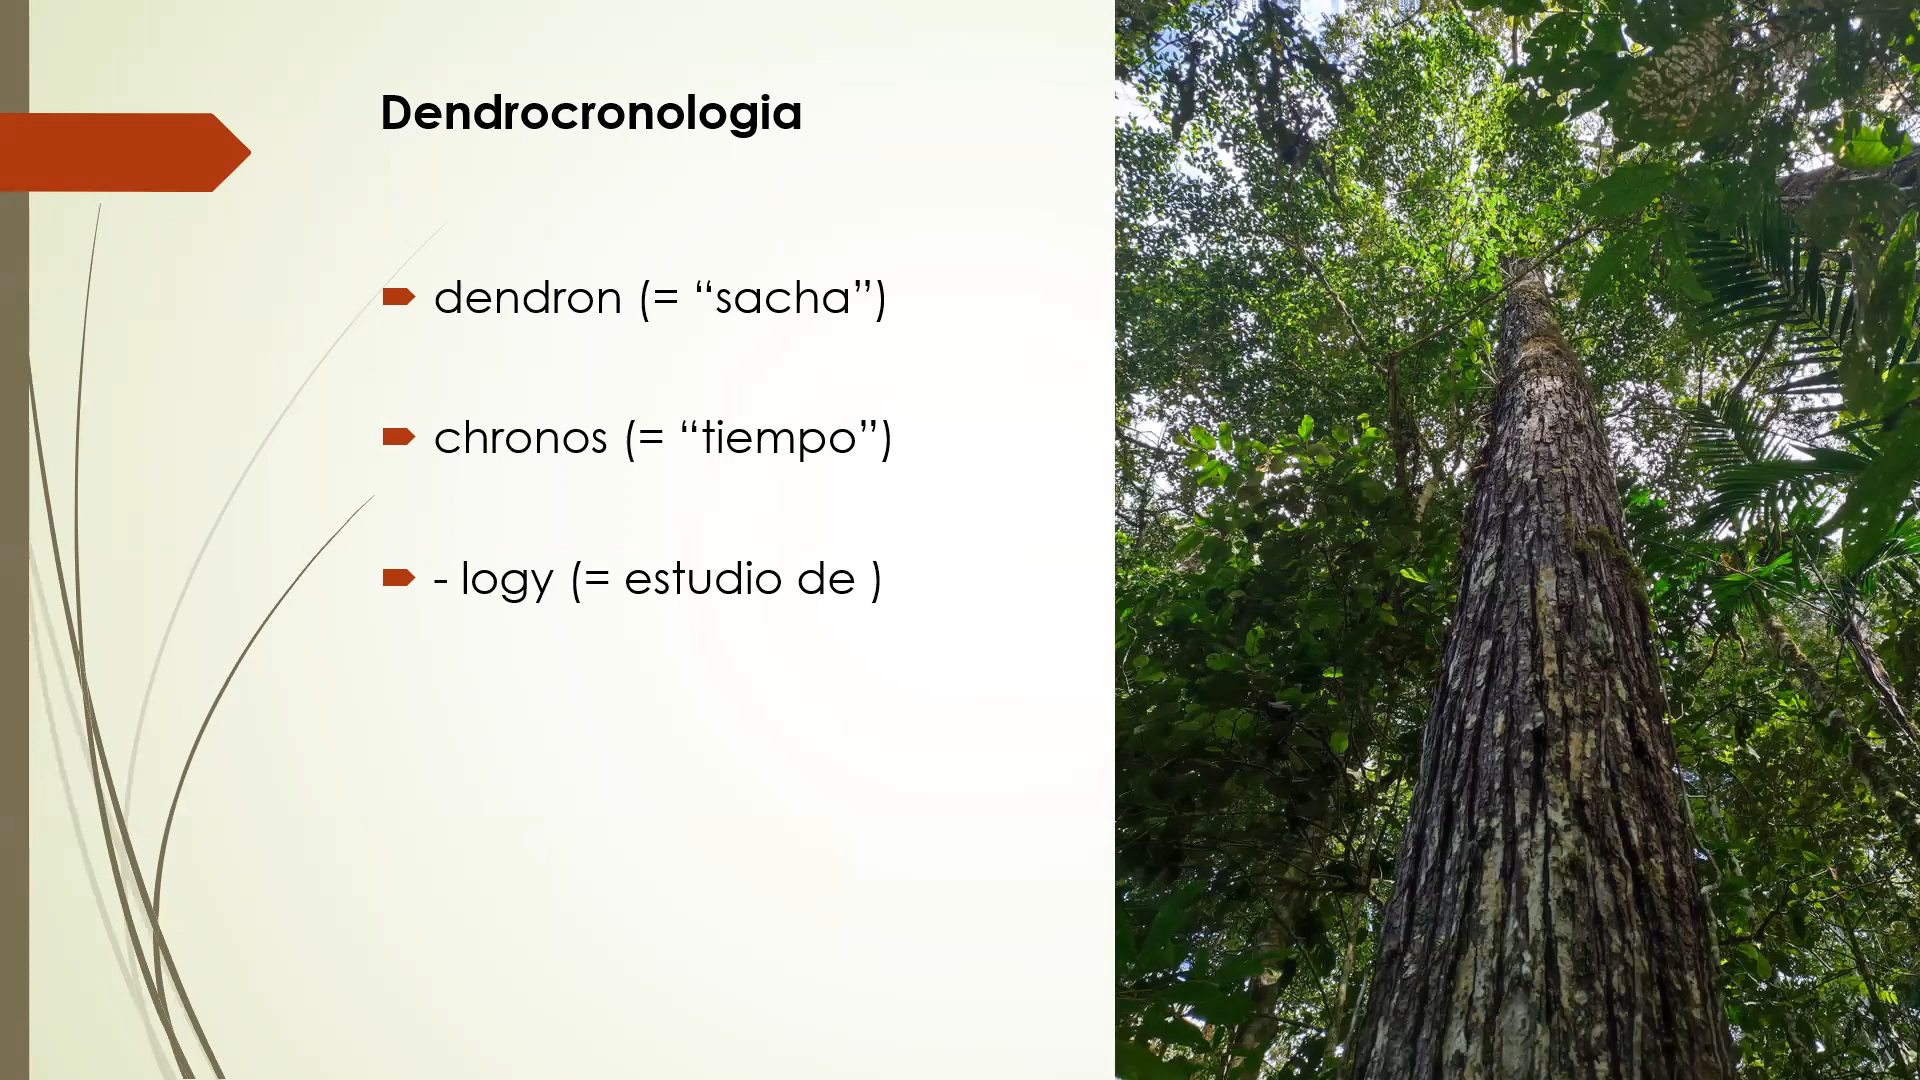 Dendrocronologia
dendron (= “sacha”)
chronos (= “tiempo”)
- logy (= estudio de )